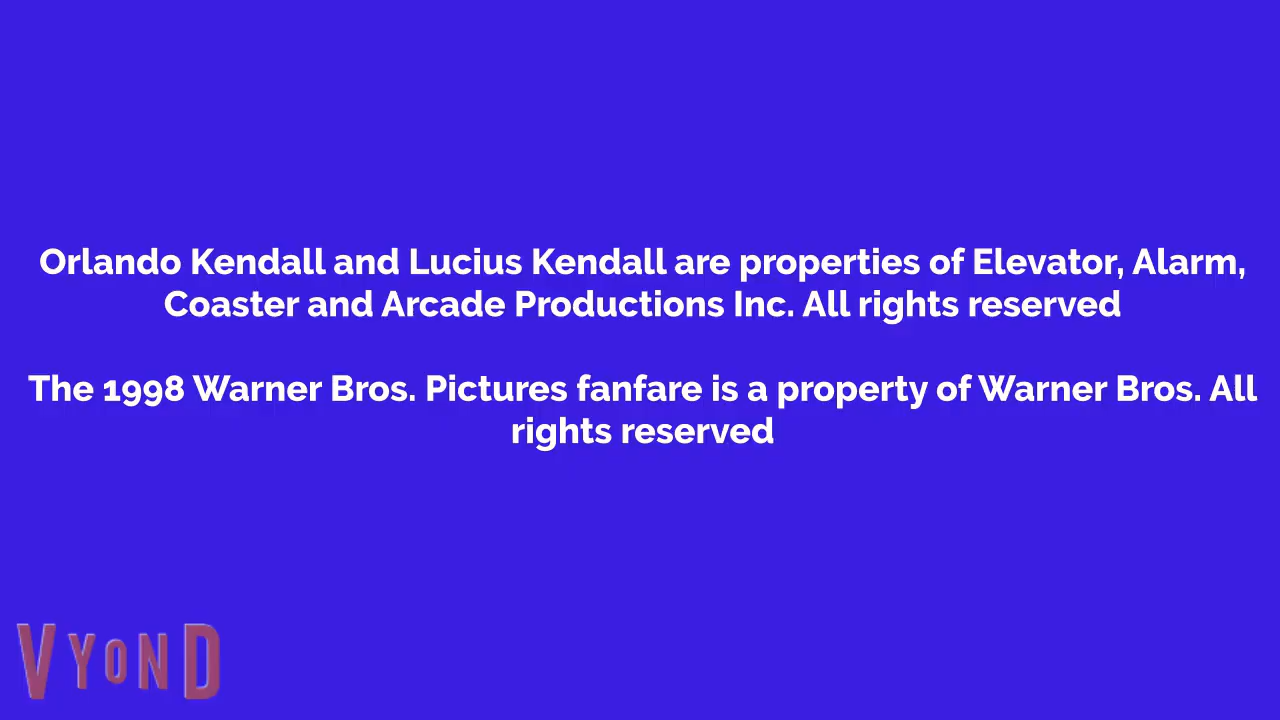 Orlando Kendall and Lucius Kendall are properties of Elevator, Alarm,
Coaster and Arcade Productions Inc. All rights reserved
The 1998 Warner Bros. Pictures fanfare is a property of Warner Bros. All
rights reserved
VYOND